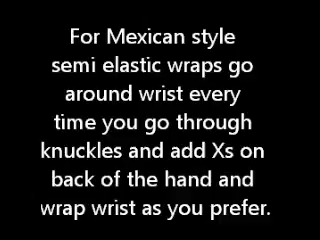 For Mexican style
semi elastic wraps go
around wrist every
time you go through
knuckles and add Xs on
back of the hand and
wrap wrist as you prefer.